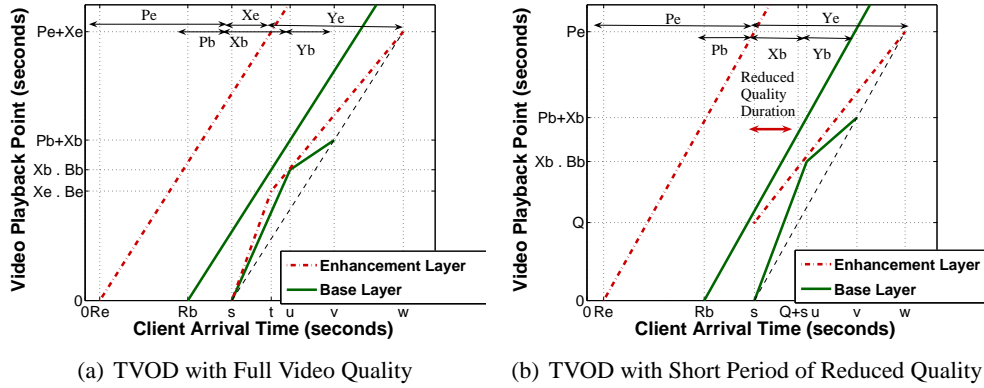 Video Playback Point (seconds)
Pe+Xe
Pb+Xb
Xb . Bb
Xe . Be
0
Pe
Xe
Ye
Pb
Xb
Yb
Enhancement Layer
Base Layer
0 Re
Rb
s
t
u
v
w
Client Arrival Time (seconds)
(a) TVOD with Full Video Quality
Video Playback Point (seconds)
Pe
Pb+Xb
Xb . Bb
Q
0
Pe
Ye
Pb
Xb
Yb
Reduced
Quality
Duration
Enhancement Layer
Base Layer
0 Re
Rb
s
Q+s
u
v
w
Client Arrival Time (seconds)
(b) TVOD with Short Period of Reduced Quality